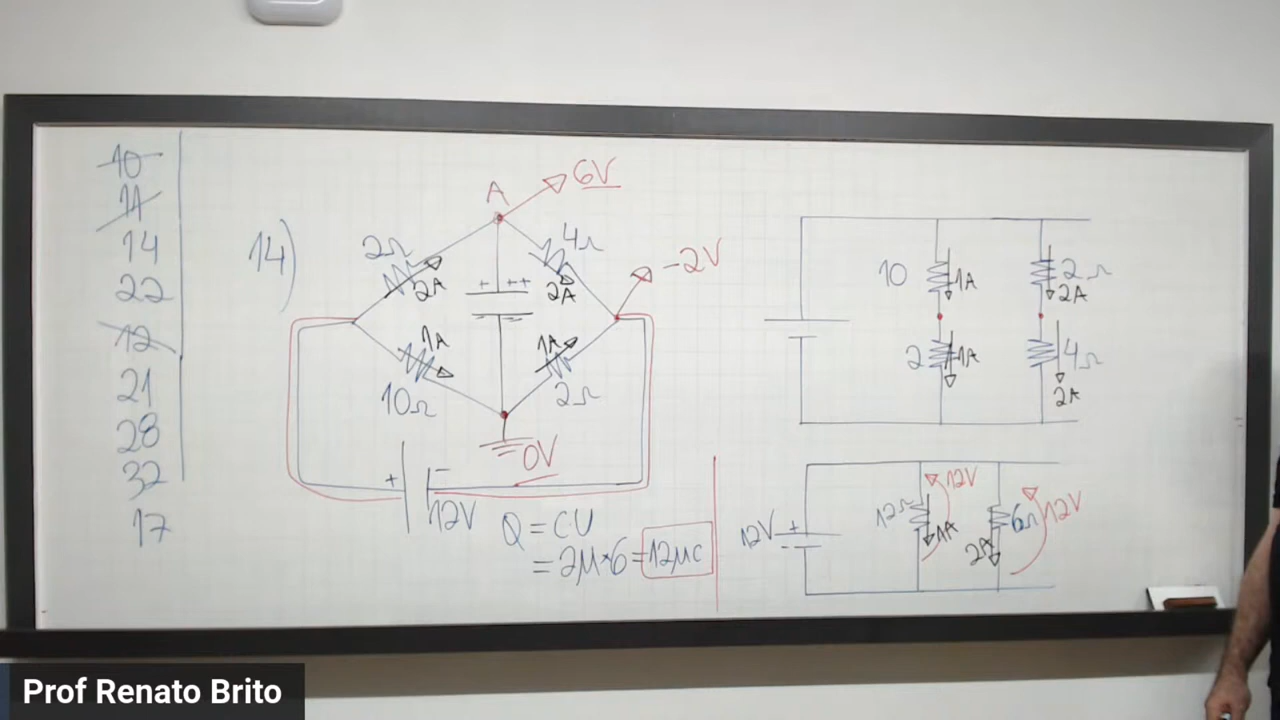 10
11
14
22
12
21
28
32
17
14)
A
6V
2Ω
2A
+ ++
4Ω
2A
-2V
1A
10Ω
1A
2Ω
0V
+ -
12V
Q = CU
= 2μ×6 = 12μC
10
1A
2Ω
2A
2
1A
4Ω
2A
12V
+
-
12Ω
1A
12V
6Ω
2A
12V
Prof Renato Brito